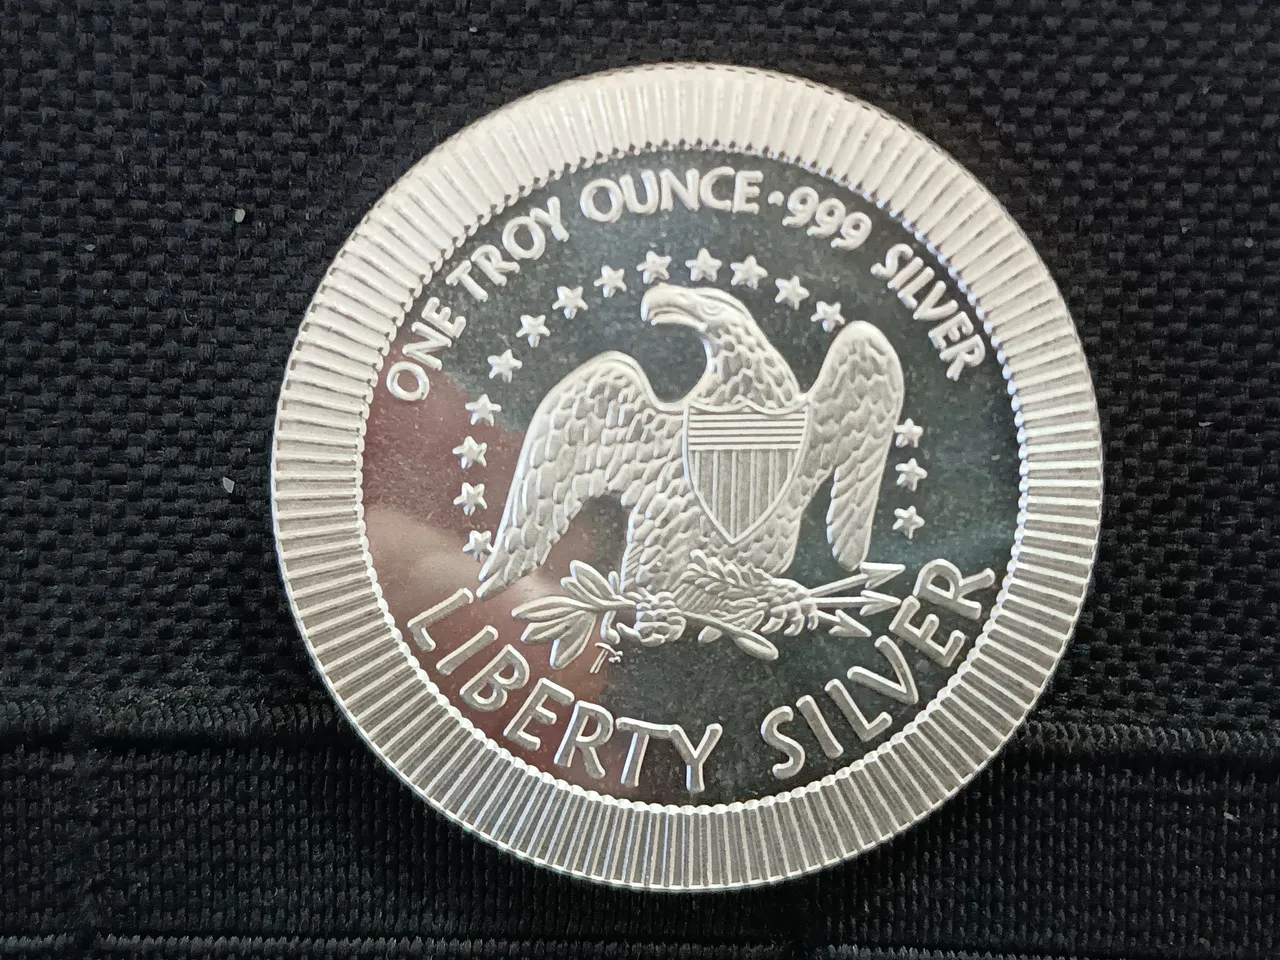 ONE TROY OUNCE · 999 SILVER
LIBERTY SILVER